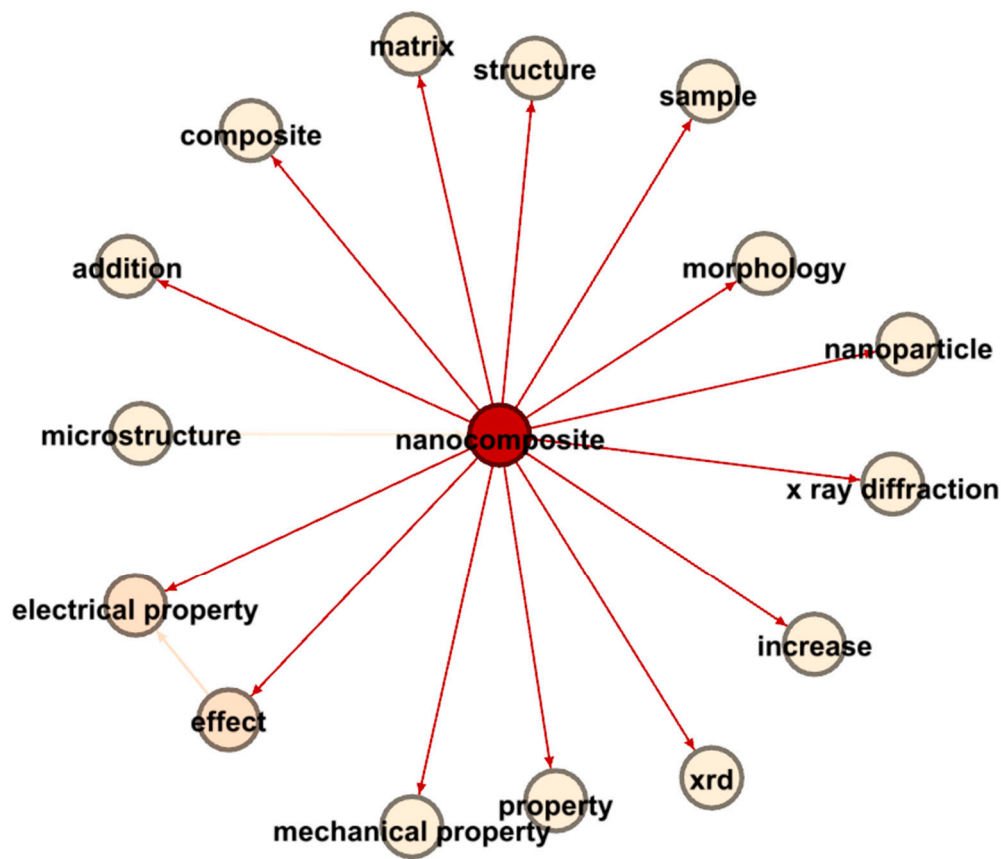 matrix
structure
sample
composite
addition
morphology
nanoparticle
microstructure
nanocomposite
x ray diffraction
electrical property
increase
effect
xrd
property
mechanical property